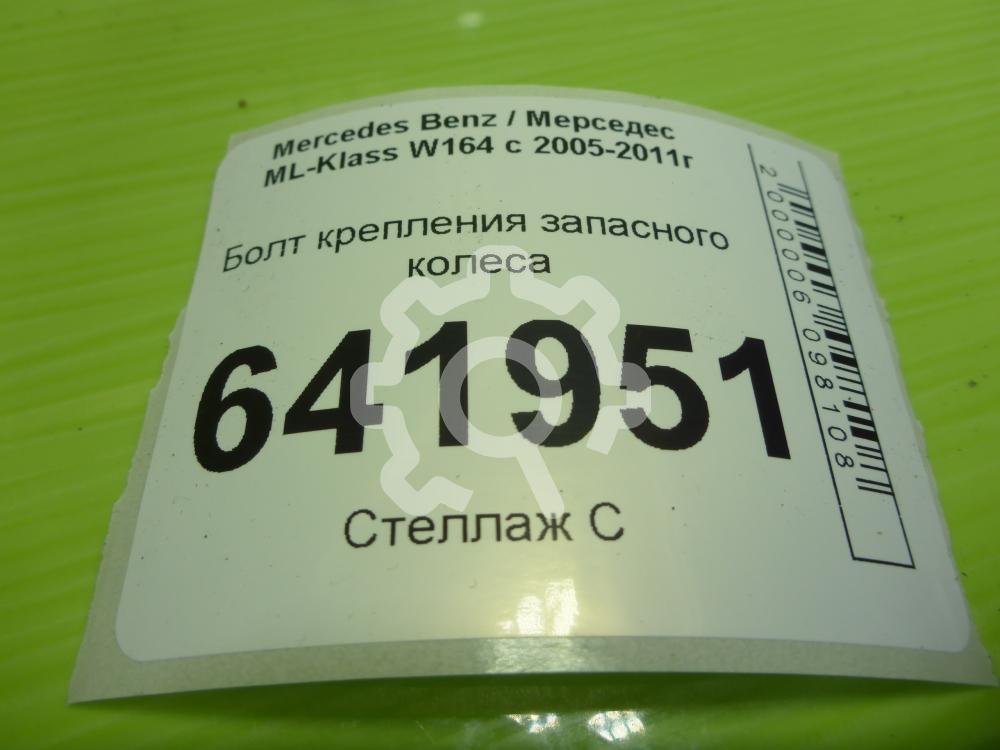 Mercedes Benz / Мерседес
ML-Klass W164 с 2005-2011г
Болт крепления запасного
колеса
641951
Стеллаж С
2000006098108